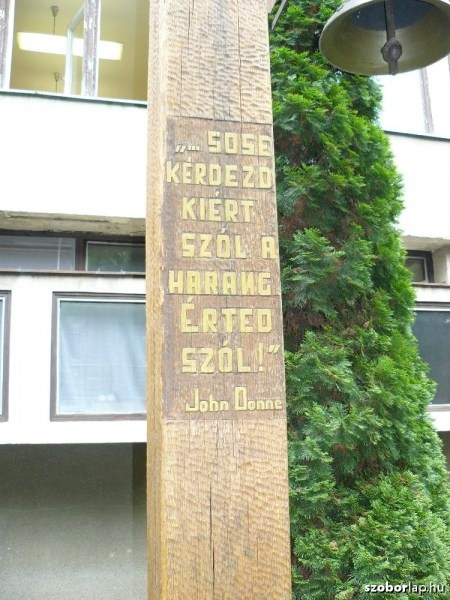 „... SOSE
KÉRDEZD
KIÉRT
SZÓL A
HARANG
ÉRTED
SZÓL!"
John Donne
szoborlap.hu